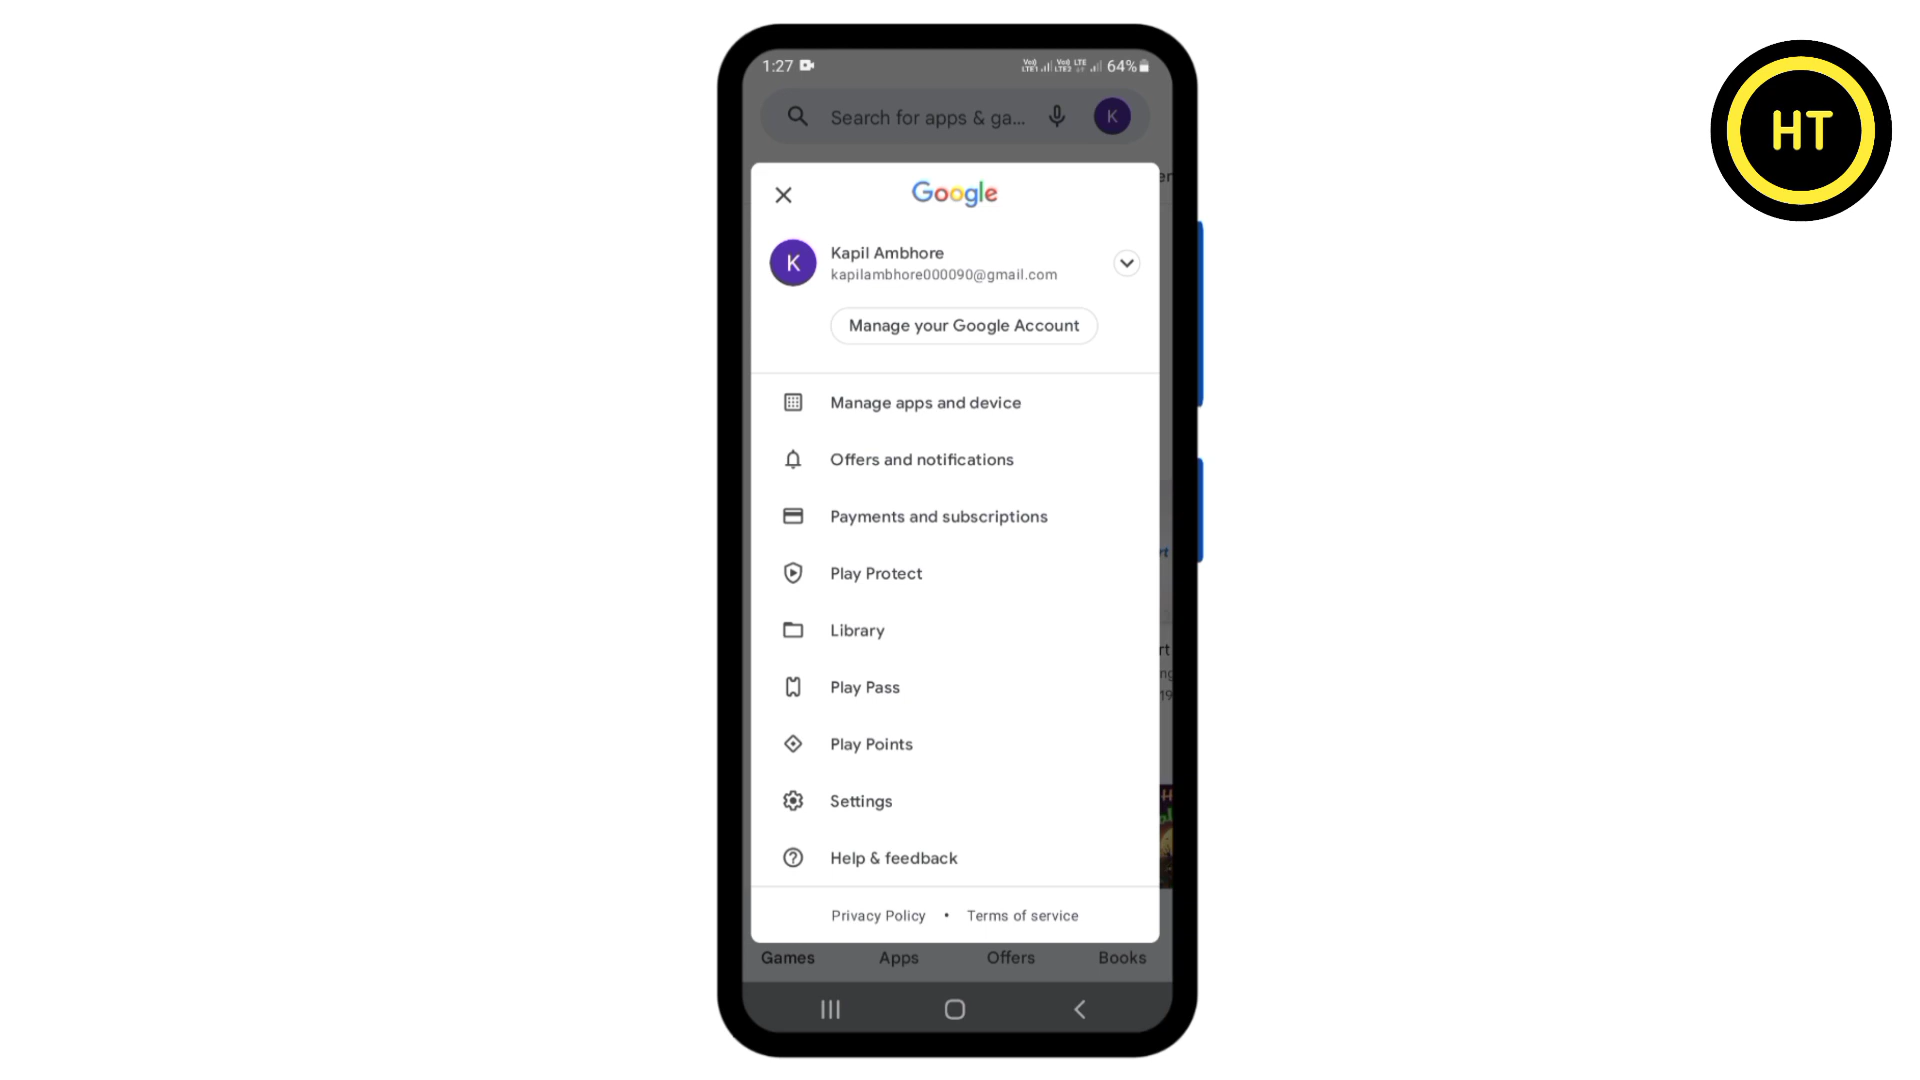 1:27
64%
HT
Search for apps & ga...
K
Google
K
Kapil Ambhore
kapilambhore000090@gmail.com
Manage your Google Account
Manage apps and device
Offers and notifications
Payments and subscriptions
Play Protect
Library
Play Pass
Play Points
Settings
Help & feedback
Privacy Policy • Terms of service
Games Apps Offers Books